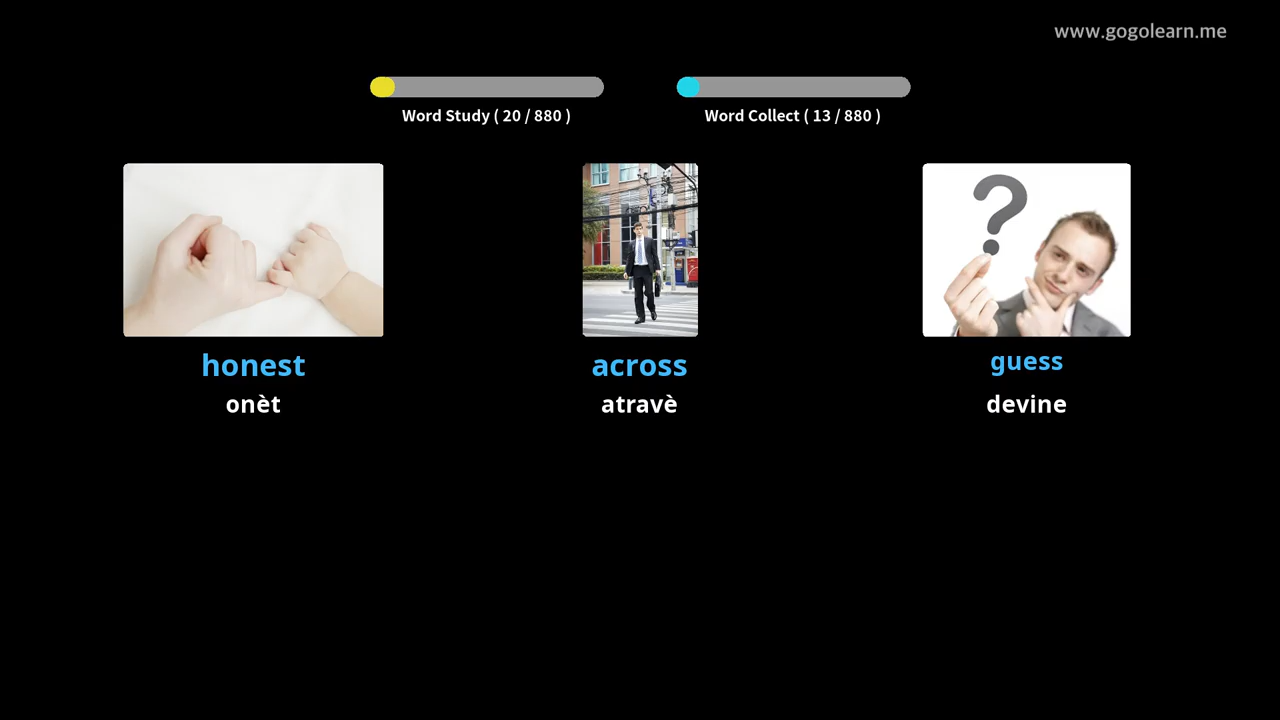 www.gogolearn.me
Word Study ( 20 / 880 )
Word Collect ( 13 / 880 )
honest
onèt
across
atravè
guess
devine